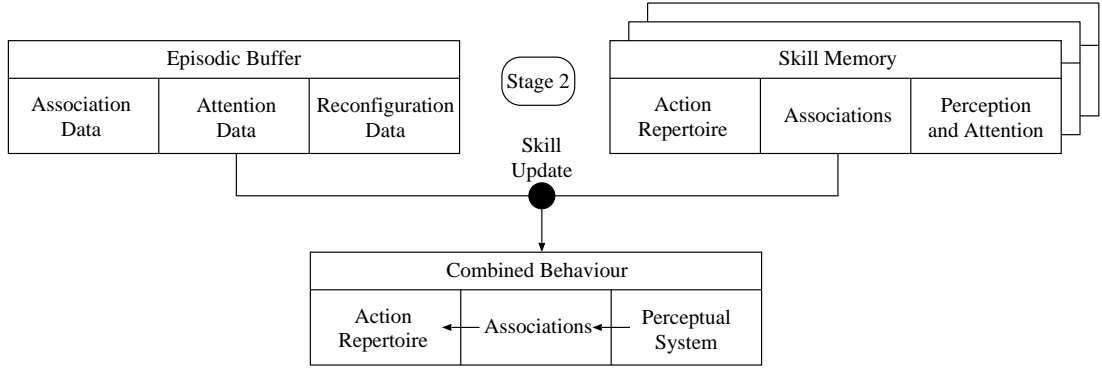 Episodic Buffer
Association
Data
Attention
Data
Reconfiguration
Data
Stage 2
Skill
Update
Skill Memory
Action
Repertoire
Associations
Perception
and Attention
Combined Behaviour
Action
Repertoire
Associations
Perceptual
System